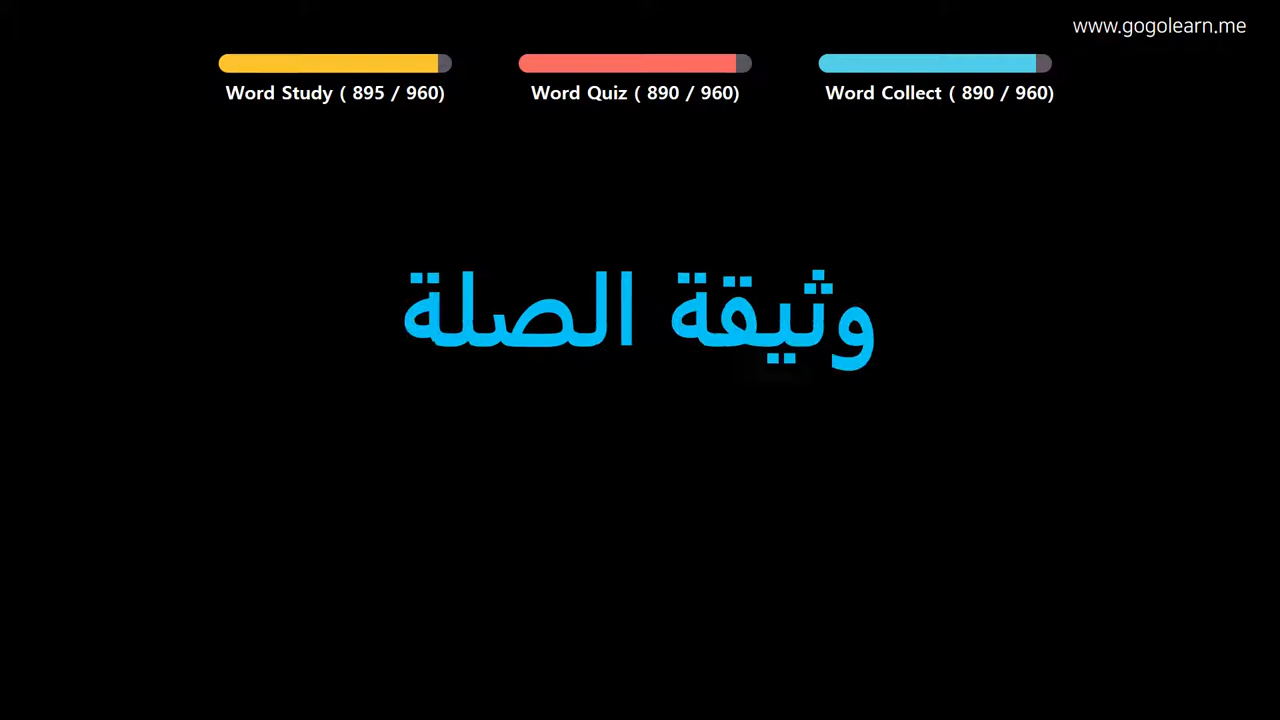 www.gogolearn.me
Word Study ( 895 / 960)
Word Quiz ( 890 / 960)
Word Collect ( 890 / 960)
وثيقة الصلة